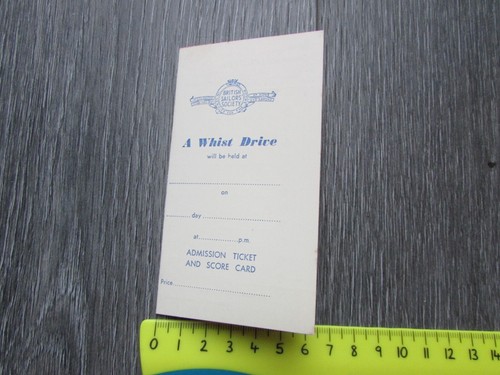 BRITISH
SAILORS
SOCIETY
A Whist Drive
will be held at
on
day
at p.m.
ADMISSION TICKET
AND SCORE CARD
Price
0 1 2 3 4 5 6 7 8 9 10 11 12 13 14